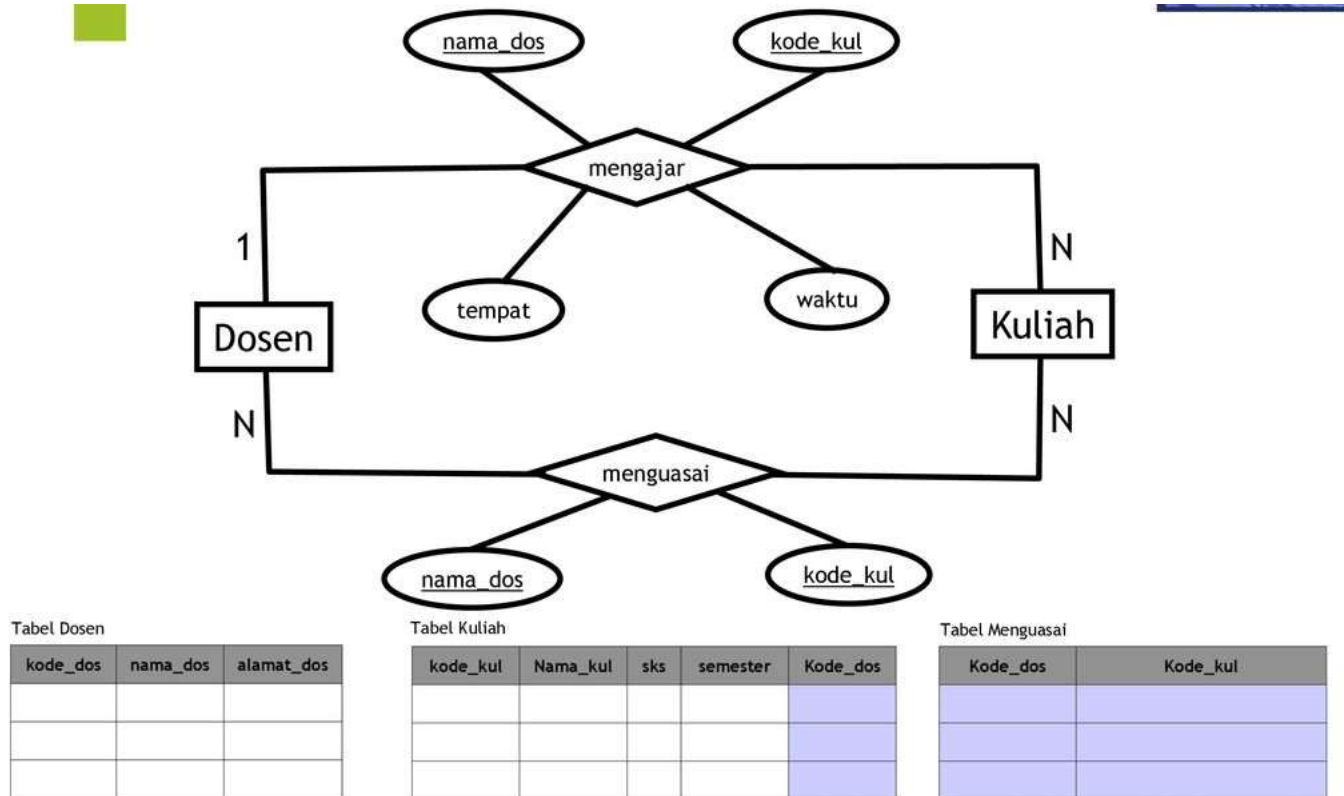 nama_dos kode_kul
mengajar
1 N
tempat waktu
Dosen Kuliah
N N
menguasai
nama_dos kode_kul
Tabel Dosen Tabel Kuliah Tabel Menguasai
kode_dos nama_dos alamat_dos kode_kul Nama_kul sks semester Kode_dos Kode_dos Kode_kul